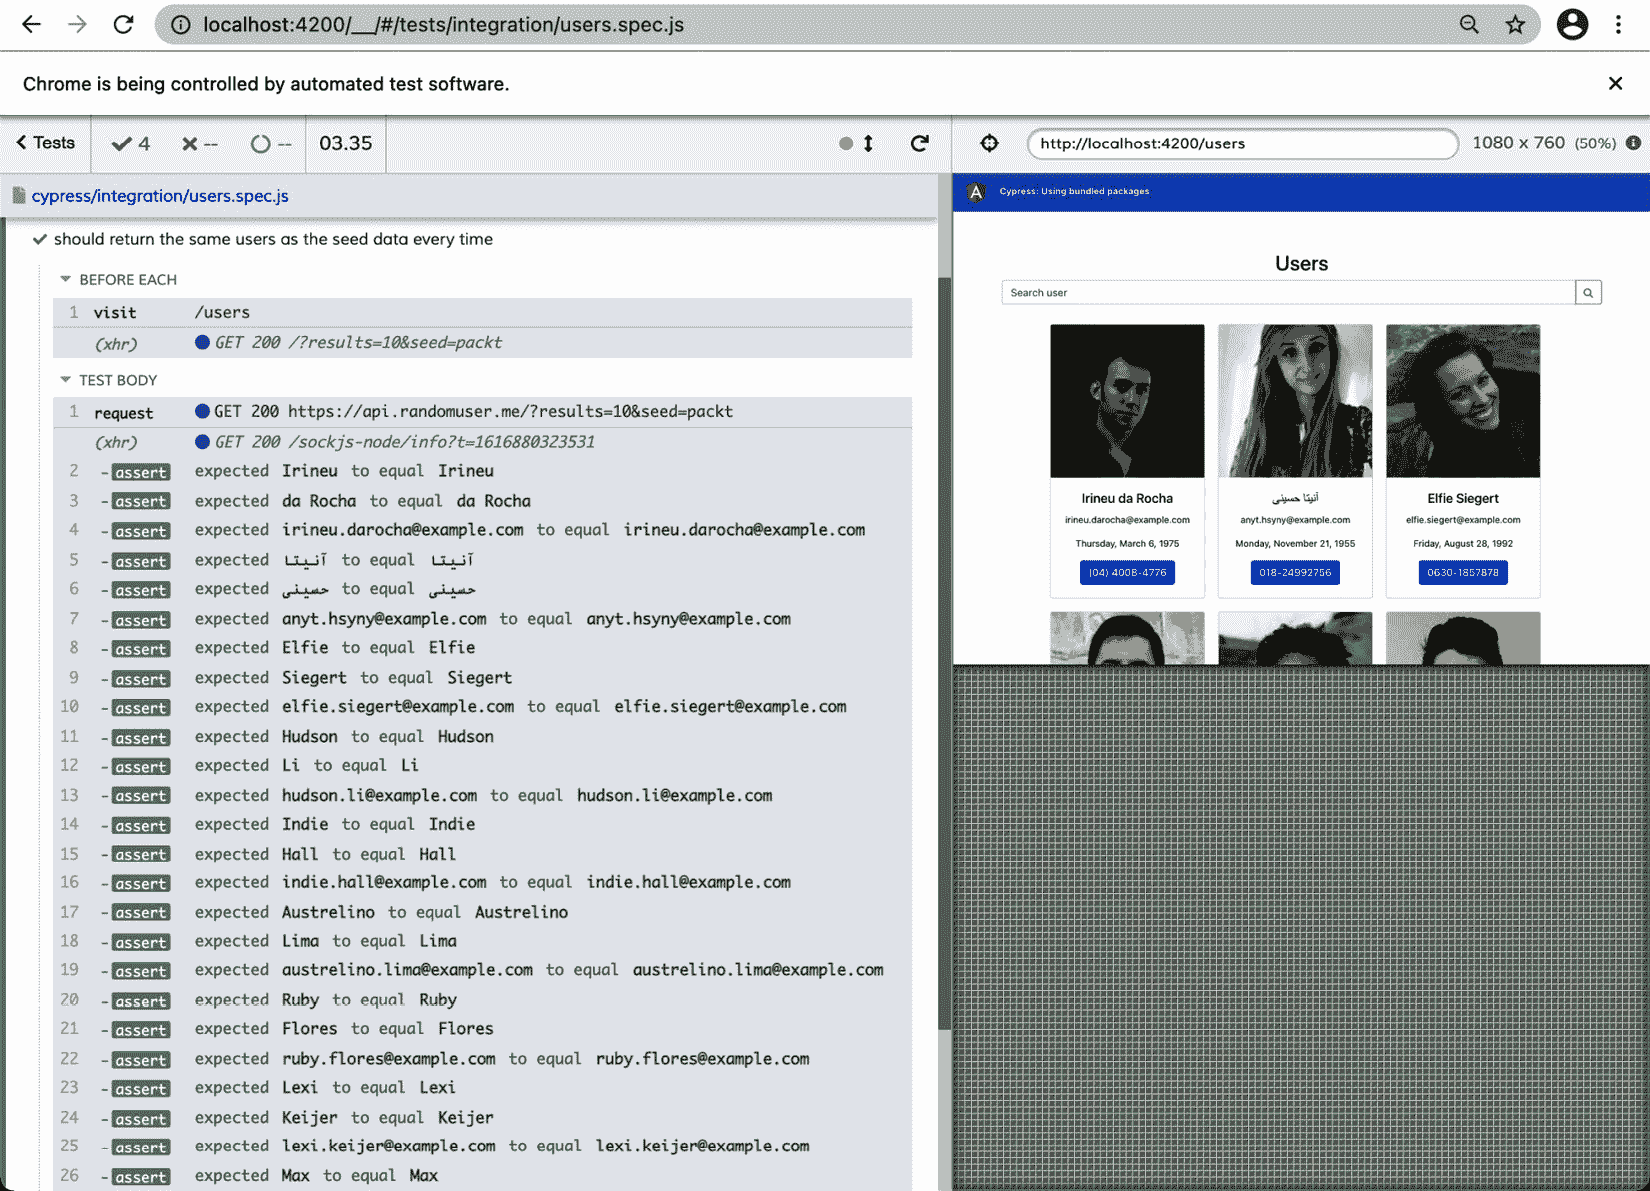 localhost:4200/__/#/tests/integration/users.spec.js
Chrome is being controlled by automated test software.
Tests 4 -- -- 03.35
http://localhost:4200/users 1080 x 760 (50%)
cypress/integration/users.spec.js
should return the same users as the seed data every time
BEFORE EACH
1 visit /users
(xhr) GET 200 /?results=10&seed=packt
TEST BODY
1 request GET 200 https://api.randomuser.me/?results=10&seed=packt
(xhr) GET 200 /sockjs-node/info?t=1616880323531
2 -assert expected Irineu to equal Irineu
3 -assert expected da Rocha to equal da Rocha
4 -assert expected irineu.darocha@example.com to equal irineu.darocha@example.com
5 -assert expected آنیتا to equal آنیتا
6 -assert expected حسینی to equal حسینی
7 -assert expected anyt.hsyny@example.com to equal anyt.hsyny@example.com
8 -assert expected Elfie to equal Elfie
9 -assert expected Siegert to equal Siegert
10 -assert expected elfie.siegert@example.com to equal elfie.siegert@example.com
11 -assert expected Hudson to equal Hudson
12 -assert expected Li to equal Li
13 -assert expected hudson.li@example.com to equal hudson.li@example.com
14 -assert expected Indie to equal Indie
15 -assert expected Hall to equal Hall
16 -assert expected indie.hall@example.com to equal indie.hall@example.com
17 -assert expected Austrelino to equal Austrelino
18 -assert expected Lima to equal Lima
19 -assert expected austrelino.lima@example.com to equal austrelino.lima@example.com
20 -assert expected Ruby to equal Ruby
21 -assert expected Flores to equal Flores
22 -assert expected ruby.flores@example.com to equal ruby.flores@example.com
23 -assert expected Lexi to equal Lexi
24 -assert expected Keijer to equal Keijer
25 -assert expected lexi.keijer@example.com to equal lexi.keijer@example.com
26 -assert expected Max to equal Max
A Cypress: Using bundled packages
Users
Search user
Irineu da Rocha
irineu.darocha@example.com
Thursday, March 6, 1975
(04) 4008-4776
آنیتا حسینی
anyt.hsyny@example.com
Monday, November 21, 1955
018-24992756
Elfie Siegert
elfie.siegert@example.com
Friday, August 28, 1992
0630-1857878